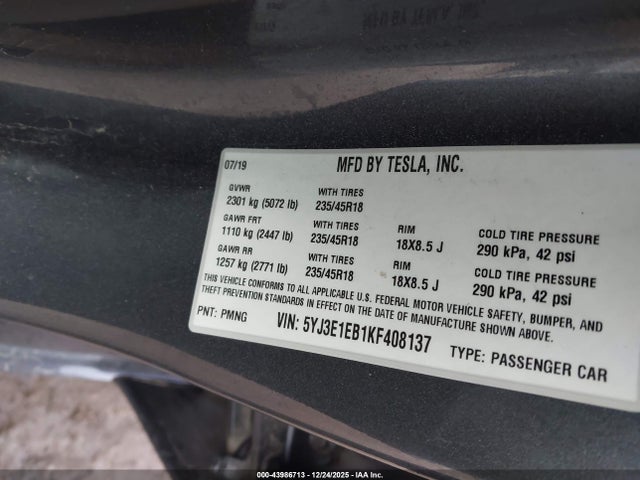 07/19 MFD BY TESLA, INC.
GVWR WITH TIRES
2301 kg (5072 lb) 235/45R18
GAWR FRT WITH TIRES RIM COLD TIRE PRESSURE
1110 kg (2447 lb) 235/45R18 18X8.5 J 290 kPa, 42 psi
GAWR RR WITH TIRES RIM COLD TIRE PRESSURE
1257 kg (2771 lb) 235/45R18 18X8.5 J 290 kPa, 42 psi
THIS VEHICLE CONFORMS TO ALL APPLICABLE U.S. FEDERAL MOTOR VEHICLE SAFETY, BUMPER, AND
THEFT PREVENTION STANDARDS IN EFFECT ON THE DATE OF MANUFACTURE SHOWN ABOVE.
PNT: PMNG VIN: 5YJ3E1EB1KF408137 TYPE: PASSENGER CAR
000-43986713 - 12/24/2025 - IAA Inc.